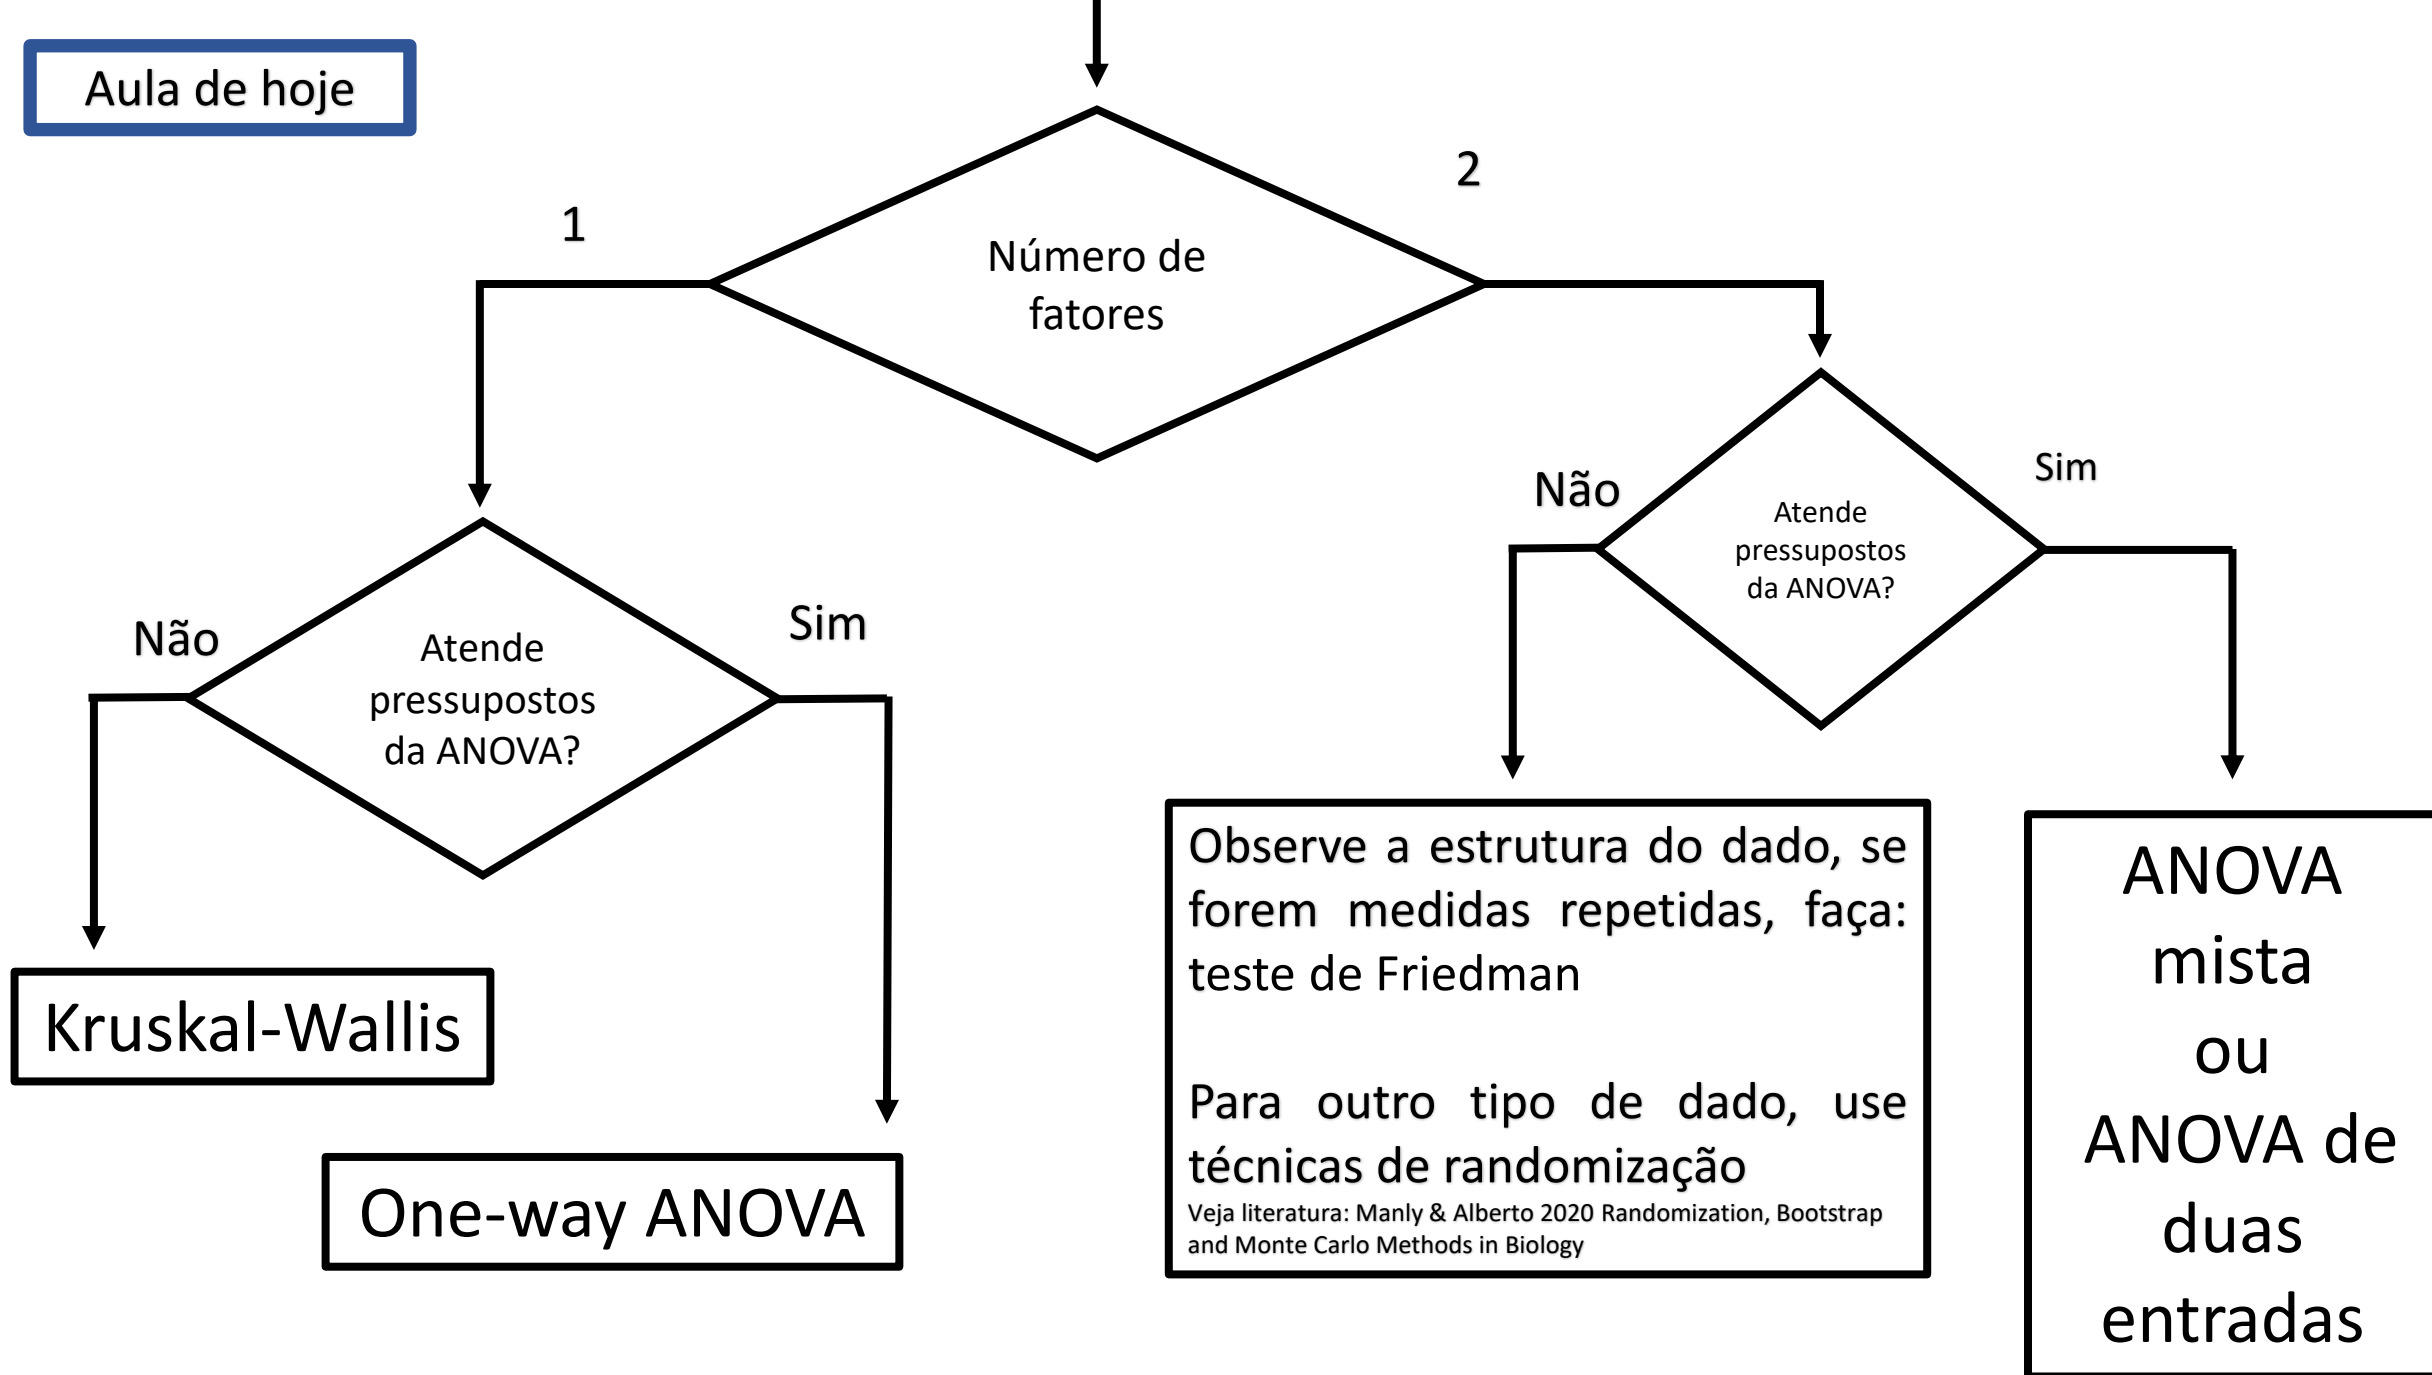 Aula de hoje
2
1
Número de
fatores
Não
Sim
Atende
pressupostos
da ANOVA?
Não
Sim
Atende
pressupostos
da ANOVA?
Observe a estrutura do dado, se
forem medidas repetidas, faça:
teste de Friedman
Para outro tipo de dado, use
técnicas de randomização
Veja literatura: Manly & Alberto 2020 Randomization, Bootstrap
and Monte Carlo Methods in Biology
ANOVA
mista
ou
ANOVA de
duas
entradas
Kruskal-Wallis
One-way ANOVA